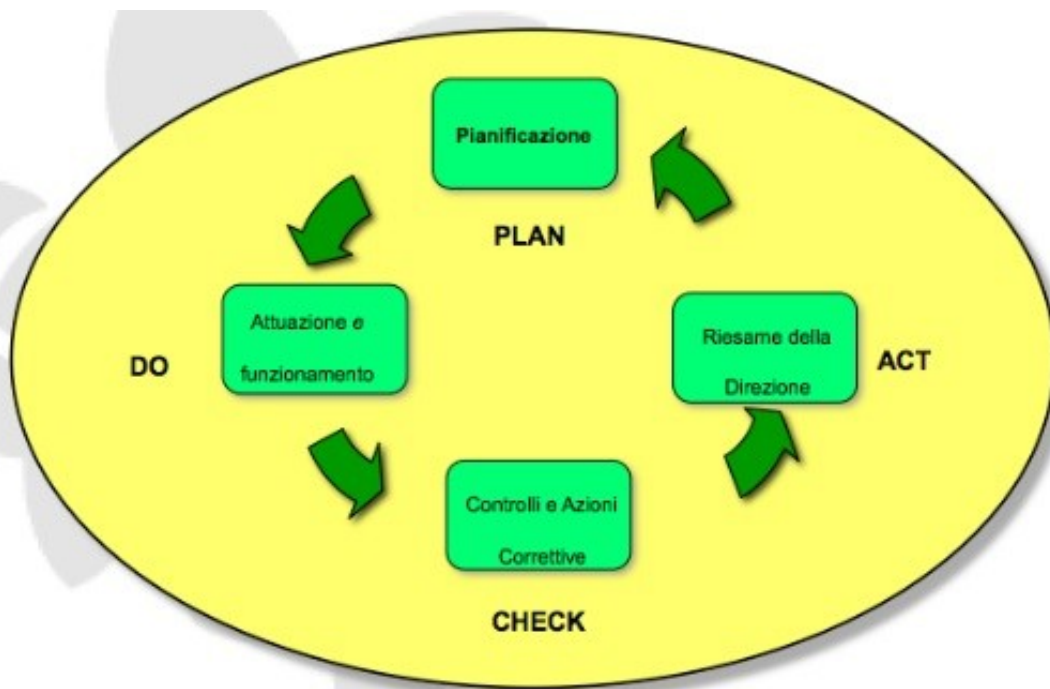 Pianificazione
PLAN
Attuazione e
funzionamento
DO
Controlli e Azioni
Correttive
CHECK
Riesame della
Direzione
ACT